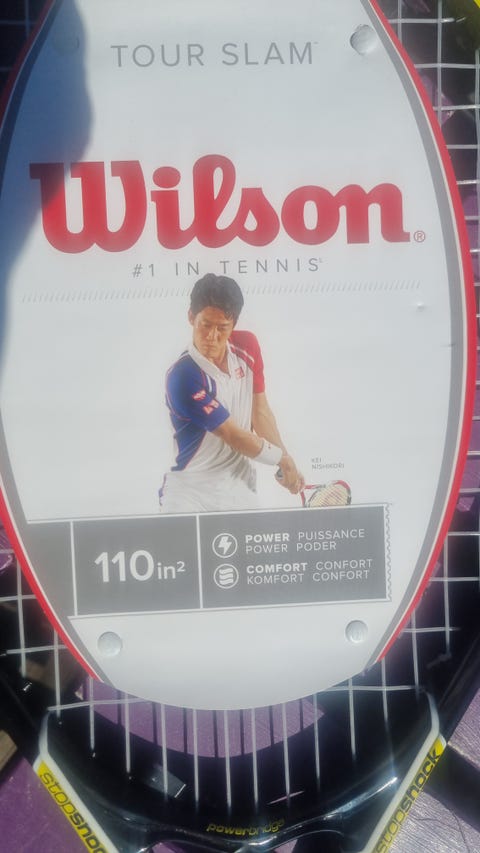 TOUR SLAM™
Wilson®
#1 IN TENNIS
KEI
NISHIKORI
110in²
POWER PUISSANCE
POWER PODER
COMFORT CONFORT
KOMFORT CONFORT
stopshock
stopshock
powerbridge